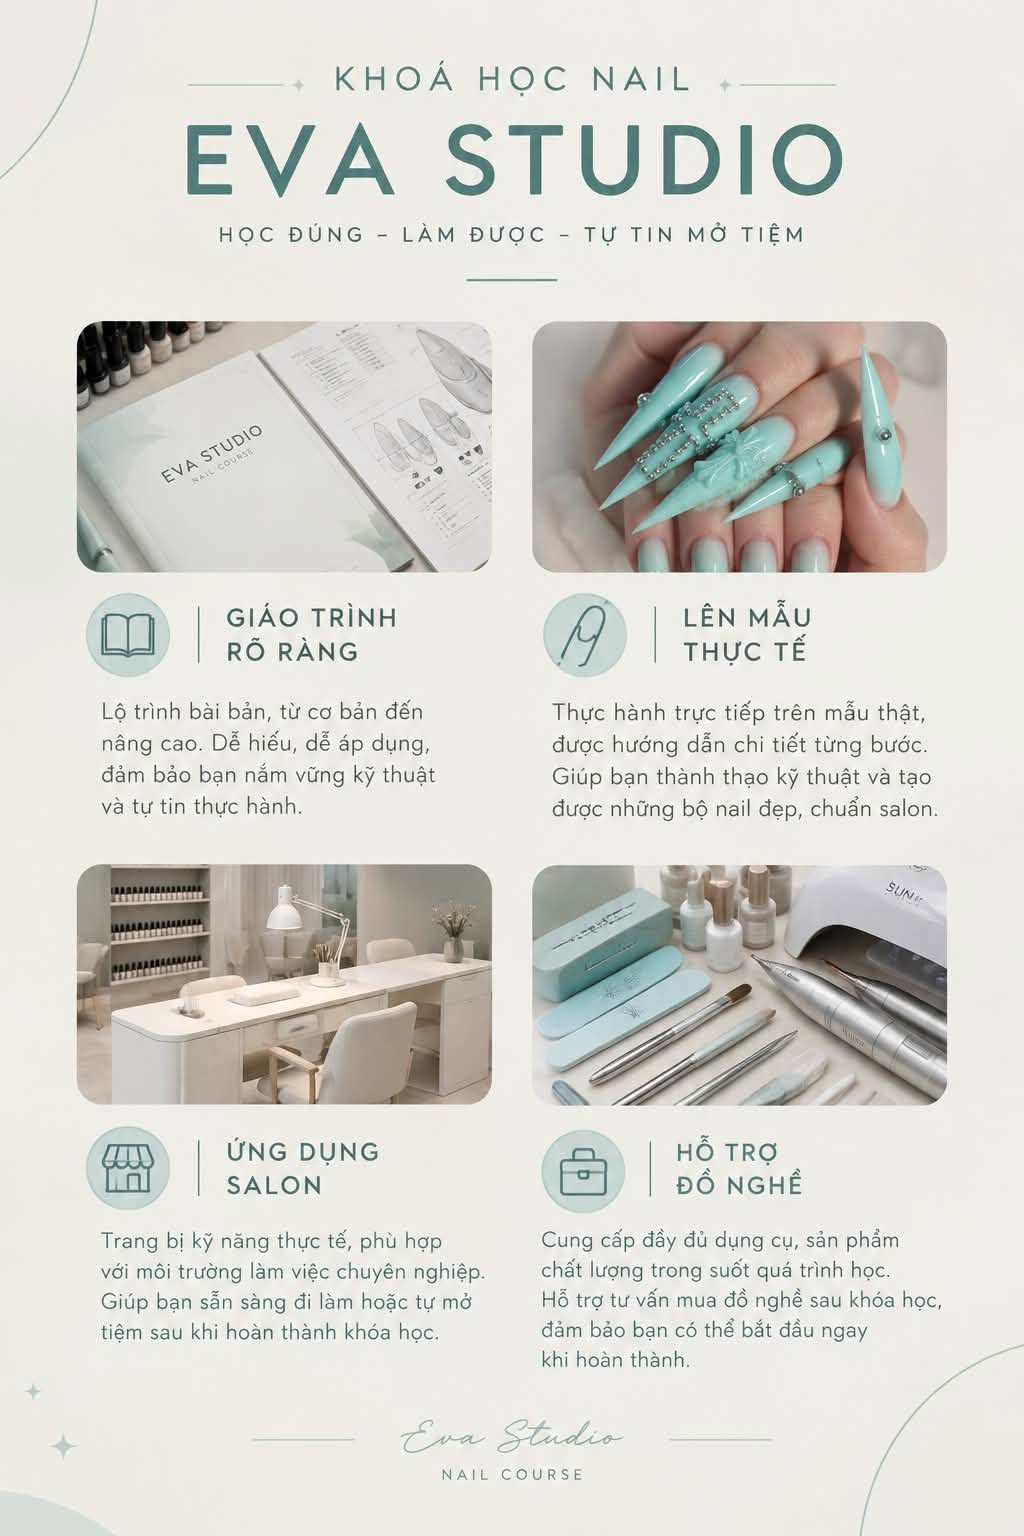 KHOÁ HỌC NAIL
EVA STUDIO
HỌC ĐÚNG – LÀM ĐƯỢC – TỰ TIN MỞ TIỆM
EVA STUDIO
NAIL COURSE
GIÁO TRÌNH
RÕ RÀNG
Lộ trình bài bản, từ cơ bản đến
nâng cao. Dễ hiểu, dễ áp dụng,
đảm bảo bạn nắm vững kỹ thuật
và tự tin thực hành.
LÊN MẪU
THỰC TẾ
Thực hành trực tiếp trên mẫu thật,
được hướng dẫn chi tiết từng bước.
Giúp bạn thành thạo kỹ thuật và tạo
được những bộ nail đẹp, chuẩn salon.
SUN
ỨNG DỤNG
SALON
Trang bị kỹ năng thực tế, phù hợp
với môi trường làm việc chuyên nghiệp.
Giúp bạn sẵn sàng đi làm hoặc tự mở
tiệm sau khi hoàn thành khóa học.
HỖ TRỢ
ĐỒ NGHỀ
Cung cấp đầy đủ dụng cụ, sản phẩm
chất lượng trong suốt quá trình học.
Hỗ trợ tư vấn mua đồ nghề sau khóa học,
đảm bảo bạn có thể bắt đầu ngay
khi hoàn thành.
Eva Studio
NAIL COURSE